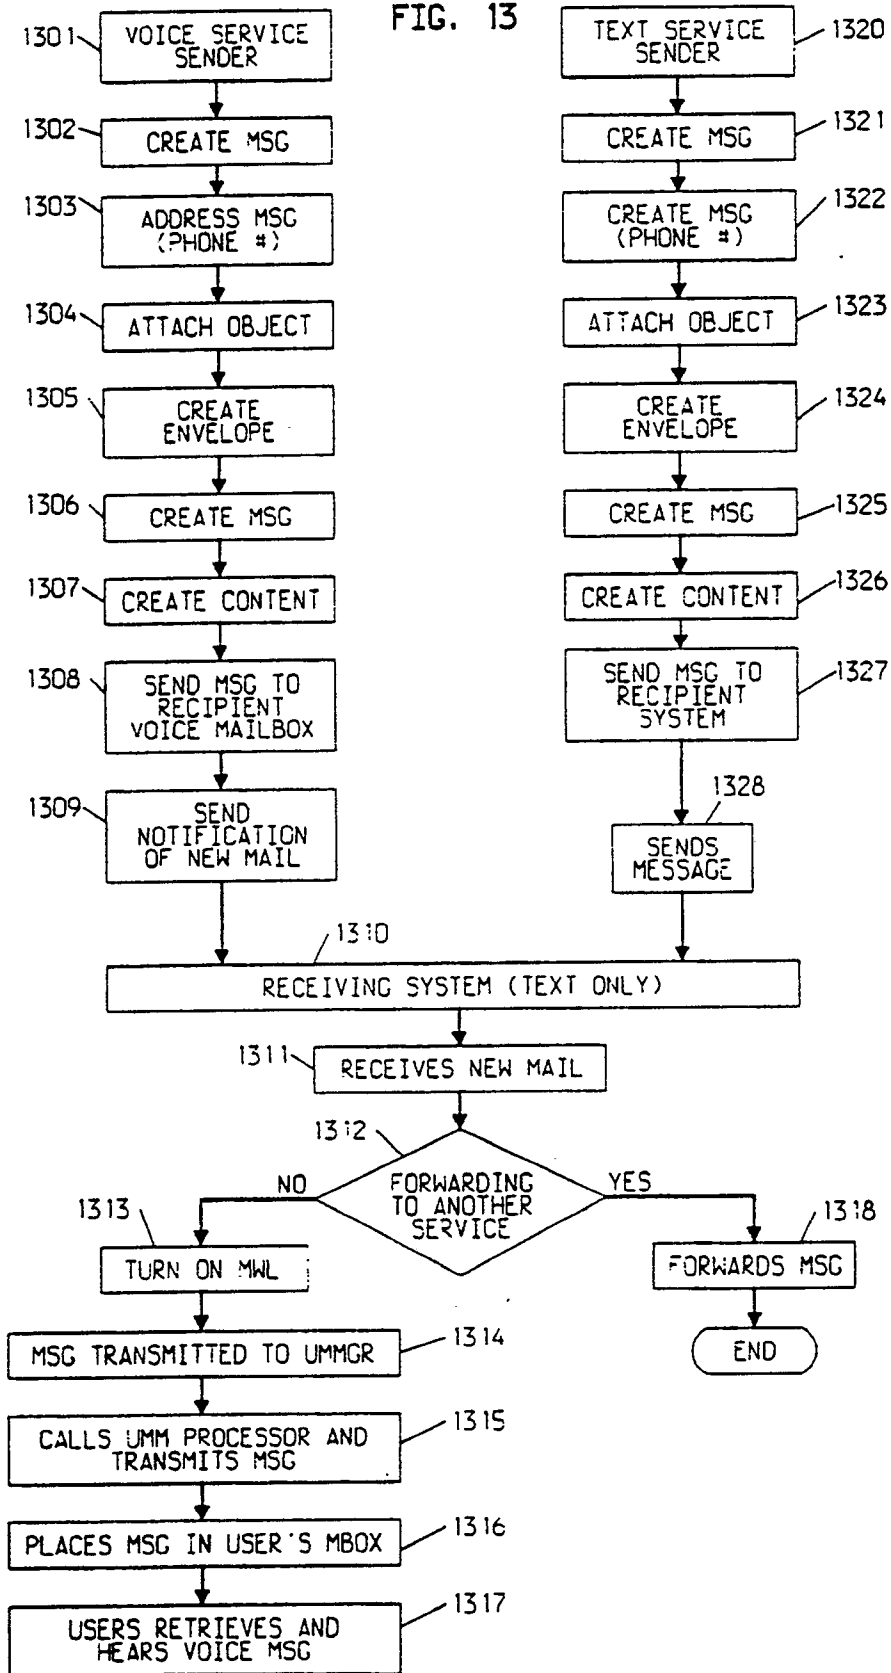 FIG. 13
1301
VOICE SERVICE
SENDER
1302
CREATE MSG
1303
ADDRESS MSG
(PHONE #)
1304
ATTACH OBJECT
1305
CREATE
ENVELOPE
1306
CREATE MSG
1307
CREATE CONTENT
1308
SEND MSG TO
RECIPIENT
VOICE MAILBOX
1309
SEND
NOTIFICATION
OF NEW MAIL
TEXT SERVICE
SENDER
1320
CREATE MSG
1321
CREATE MSG
(PHONE #)
1322
ATTACH OBJECT
1323
CREATE
ENVELOPE
1324
CREATE MSG
1325
CREATE CONTENT
1326
SEND MSG TO
RECIPIENT
SYSTEM
1327
1328
SENDS
MESSAGE
1310
RECEIVING SYSTEM (TEXT ONLY)
1311
RECEIVES NEW MAIL
1312
FORWARDING
TO ANOTHER
SERVICE
NO
YES
1313
TURN ON MWL
1318
FORWARDS MSG
END
MSG TRANSMITTED TO UMMGR
1314
CALLS UMM PROCESSOR AND
TRANSMITS MSG
1315
PLACES MSG IN USER'S MBOX
1316
USERS RETRIEVES AND
HEARS VOICE MSG
1317